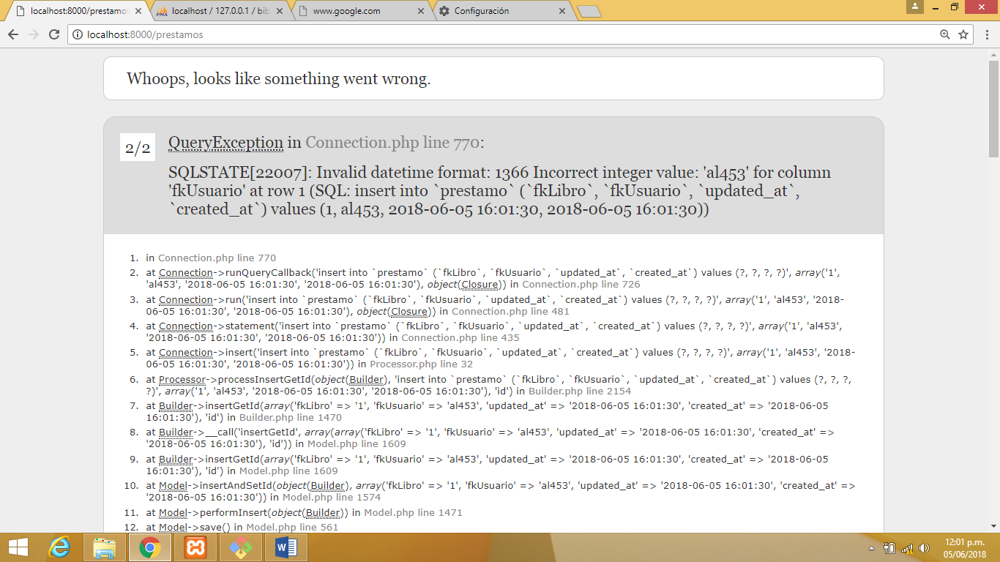 localhost:8000/prestamos
localhost / 127.0.0.1 / bib
www.google.com
Configuración
localhost:8000/prestamos
Whoops, looks like something went wrong.
2/2
QueryException in Connection.php line 770:
SQLSTATE[22007]: Invalid datetime format: 1366 Incorrect integer value: 'al453' for column
'fkUsuario' at row 1 (SQL: insert into `prestamo` (`fkLibro`, `fkUsuario`, `updated_at`,
`created_at`) values (1, al453, 2018-06-05 16:01:30, 2018-06-05 16:01:30))
1. in Connection.php line 770
2. at Connection->runQueryCallback('insert into `prestamo` (`fkLibro`, `fkUsuario`, `updated_at`, `created_at`) values (?, ?, ?, ?)', array('1',
'al453', '2018-06-05 16:01:30', '2018-06-05 16:01:30'), object(Closure)) in Connection.php line 726
3. at Connection->run('insert into `prestamo` (`fkLibro`, `fkUsuario`, `updated_at`, `created_at`) values (?, ?, ?, ?)', array('1', 'al453', '2018-
06-05 16:01:30', '2018-06-05 16:01:30'), object(Closure)) in Connection.php line 481
4. at Connection->statement('insert into `prestamo` (`fkLibro`, `fkUsuario`, `updated_at`, `created_at`) values (?, ?, ?, ?)', array('1', 'al453',
'2018-06-05 16:01:30', '2018-06-05 16:01:30')) in Connection.php line 435
5. at Connection->insert('insert into `prestamo` (`fkLibro`, `fkUsuario`, `updated_at`, `created_at`) values (?, ?, ?, ?)', array('1', 'al453', '2018-
06-05 16:01:30', '2018-06-05 16:01:30')) in Processor.php line 32
6. at Processor->processInsertGetId(object(Builder), 'insert into `prestamo` (`fkLibro`, `fkUsuario`, `updated_at`, `created_at`) values (?, ?, ?,
?)', array('1', 'al453', '2018-06-05 16:01:30', '2018-06-05 16:01:30'), 'id') in Builder.php line 2154
7. at Builder->insertGetId(array('fkLibro' => '1', 'fkUsuario' => 'al453', 'updated_at' => '2018-06-05 16:01:30', 'created_at' => '2018-06-05
16:01:30'), 'id') in Builder.php line 1470
8. at Builder->__call('insertGetId', array(array('fkLibro' => '1', 'fkUsuario' => 'al453', 'updated_at' => '2018-06-05 16:01:30', 'created_at' =>
'2018-06-05 16:01:30'), 'id')) in Model.php line 1609
9. at Builder->insertGetId(array('fkLibro' => '1', 'fkUsuario' => 'al453', 'updated_at' => '2018-06-05 16:01:30', 'created_at' => '2018-06-05
16:01:30'), 'id') in Model.php line 1609
10. at Model->insertAndSetId(object(Builder), array('fkLibro' => '1', 'fkUsuario' => 'al453', 'updated_at' => '2018-06-05 16:01:30', 'created_at' =>
'2018-06-05 16:01:30')) in Model.php line 1574
11. at Model->performInsert(object(Builder)) in Model.php line 1471
12. at Model->save() in Model.php line 561
12:01 p.m.
05/06/2018